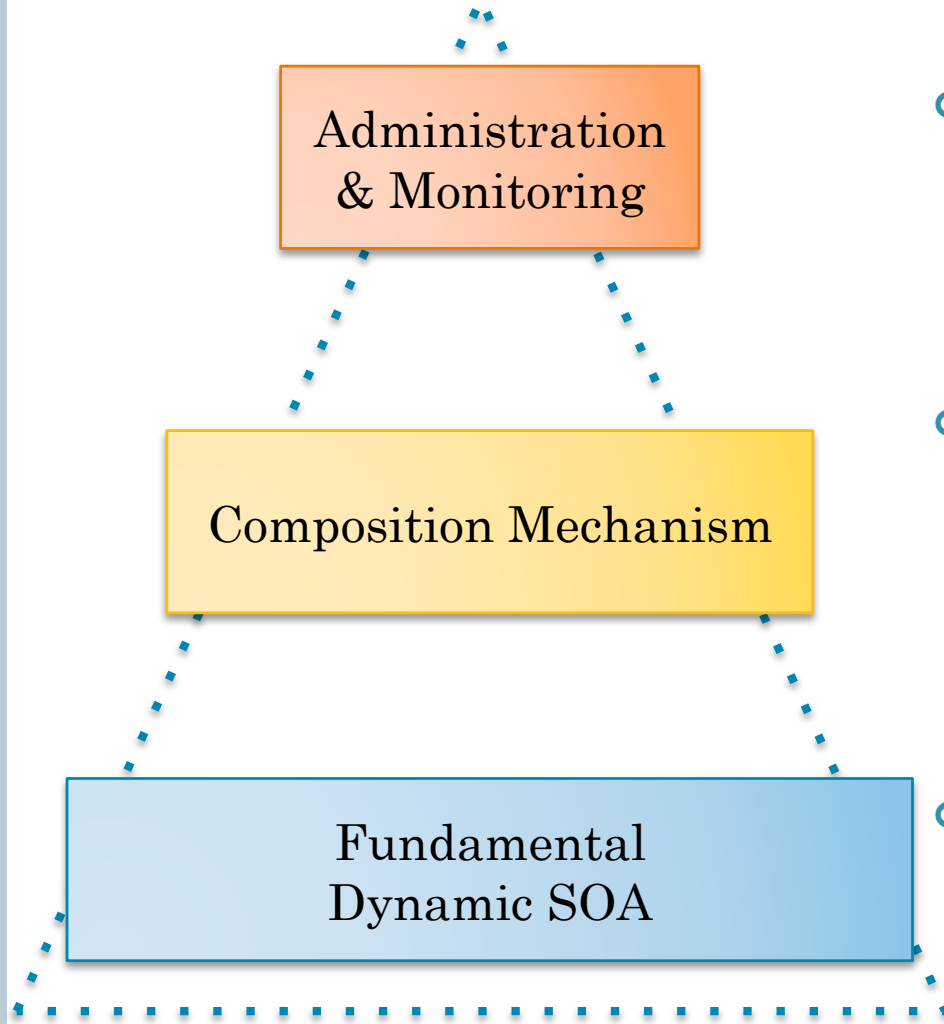 Administration
& Monitoring
Composition Mechanism
Fundamental
Dynamic SOA